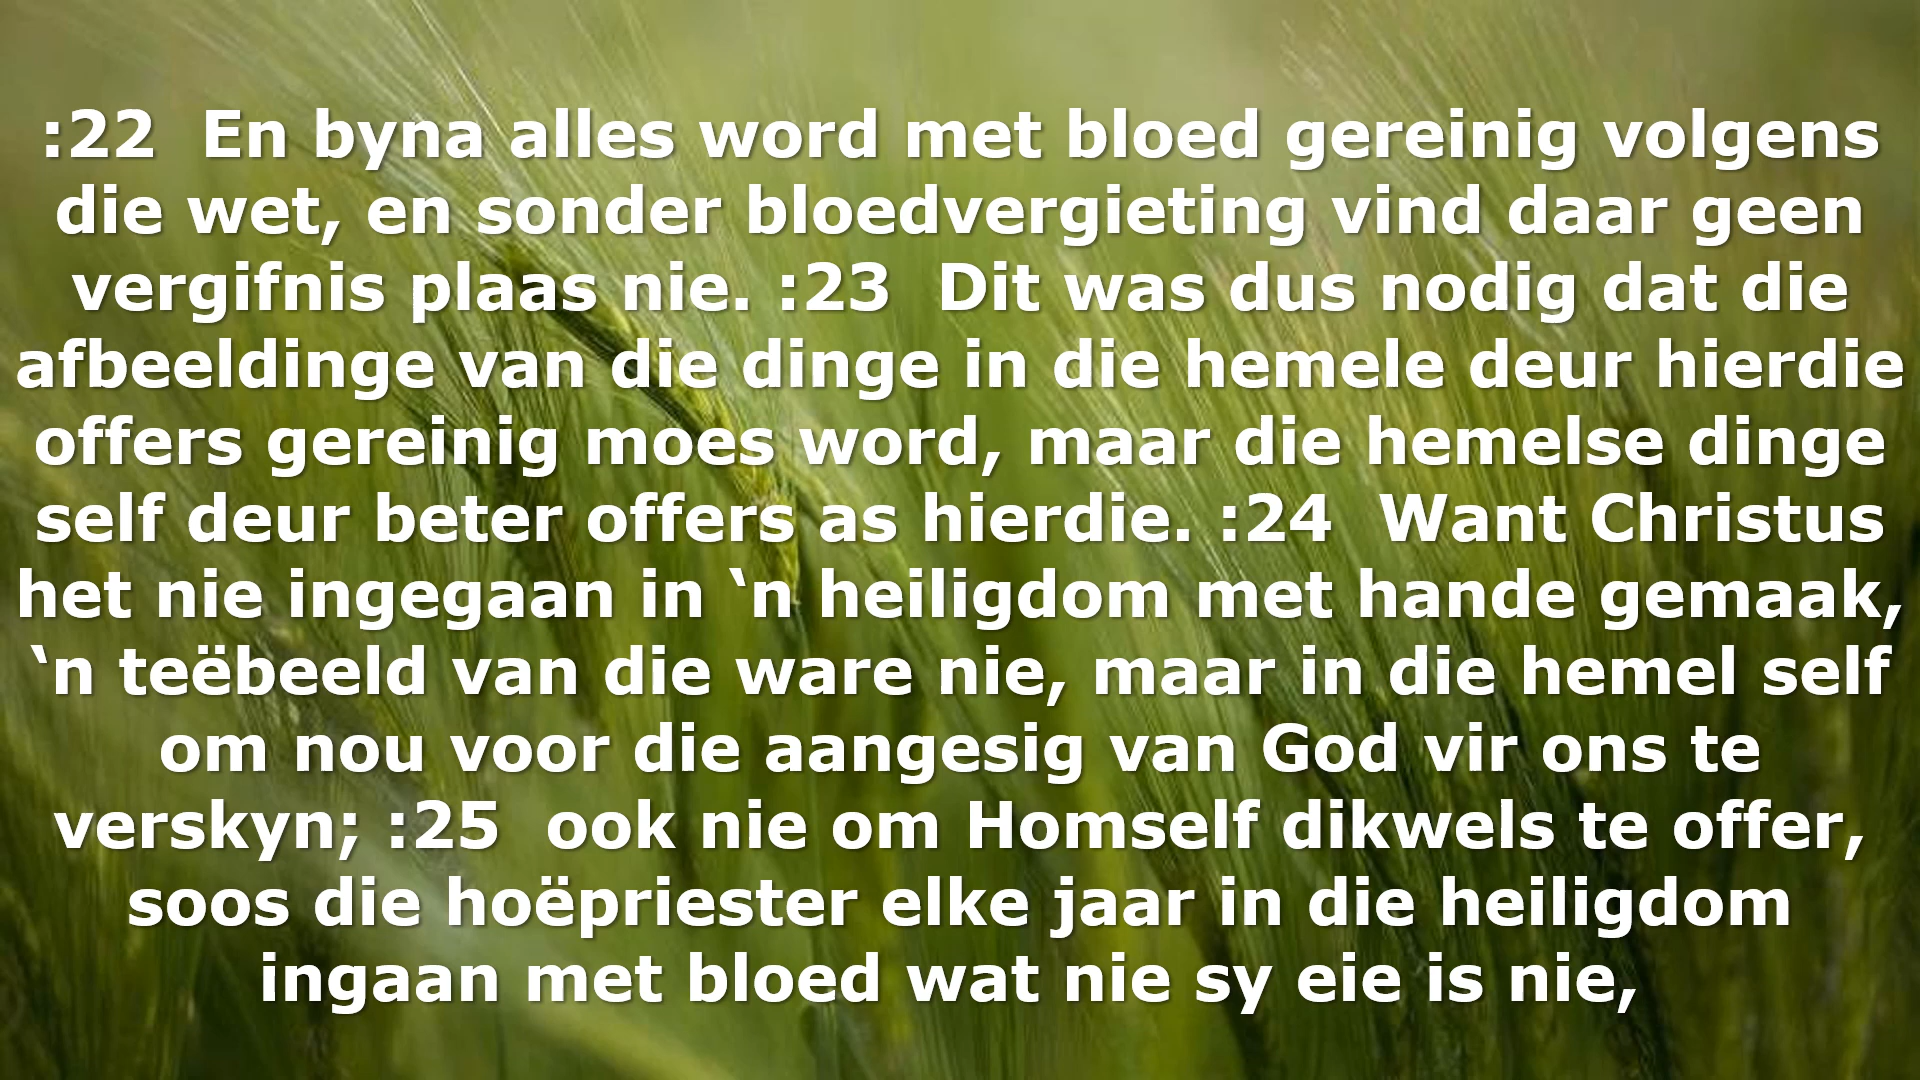 :22  En byna alles word met bloed gereinig volgens
die wet, en sonder bloedvergieting vind daar geen
vergifnis plaas nie. :23  Dit was dus nodig dat die
afbeeldinge van die dinge in die hemele deur hierdie
offers gereinig moes word, maar die hemelse dinge
self deur beter offers as hierdie. :24  Want Christus
het nie ingegaan in ‛n heiligdom met hande gemaak,
‛n teëbeeld van die ware nie, maar in die hemel self
om nou voor die aangesig van God vir ons te
verskyn; :25  ook nie om Homself dikwels te offer,
soos die hoëpriester elke jaar in die heiligdom
ingaan met bloed wat nie sy eie is nie,